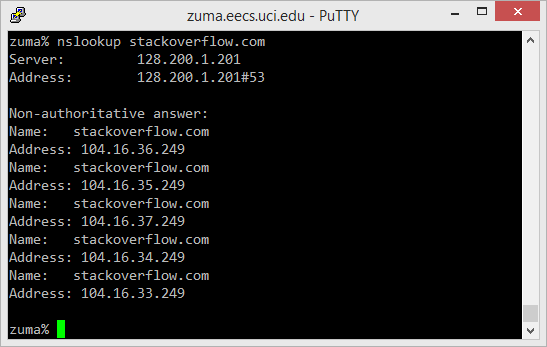 zuma.eecs.uci.edu - PuTTY
zuma% nslookup stackoverflow.com
Server:         128.200.1.201
Address:        128.200.1.201#53
Non-authoritative answer:
Name:   stackoverflow.com
Address: 104.16.36.249
Name:   stackoverflow.com
Address: 104.16.35.249
Name:   stackoverflow.com
Address: 104.16.37.249
Name:   stackoverflow.com
Address: 104.16.34.249
Name:   stackoverflow.com
Address: 104.16.33.249
zuma%